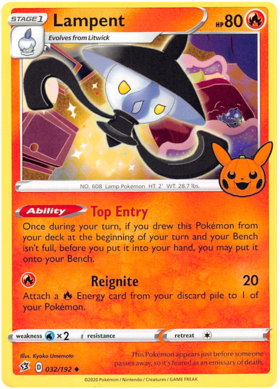 STAGE 1
Lampent
HP 80
Evolves from Litwick
NO. 608 Lamp Pokémon HT: 2' WT: 28.7 lbs.
Ability Top Entry
Once during your turn, if you drew this Pokémon from
your deck at the beginning of your turn and your Bench
isn't full, before you put it into your hand, you may put it
onto your Bench.
Reignite 20
Attach a Energy card from your discard pile to 1 of
your Pokémon.
weakness ×2 resistance retreat
Illus. Kyoko Umemoto
D 032/192
This Pokémon appears just before someone
passes away, so it's feared as an emissary of death.
©2020 Pokémon / Nintendo / Creatures / GAME FREAK